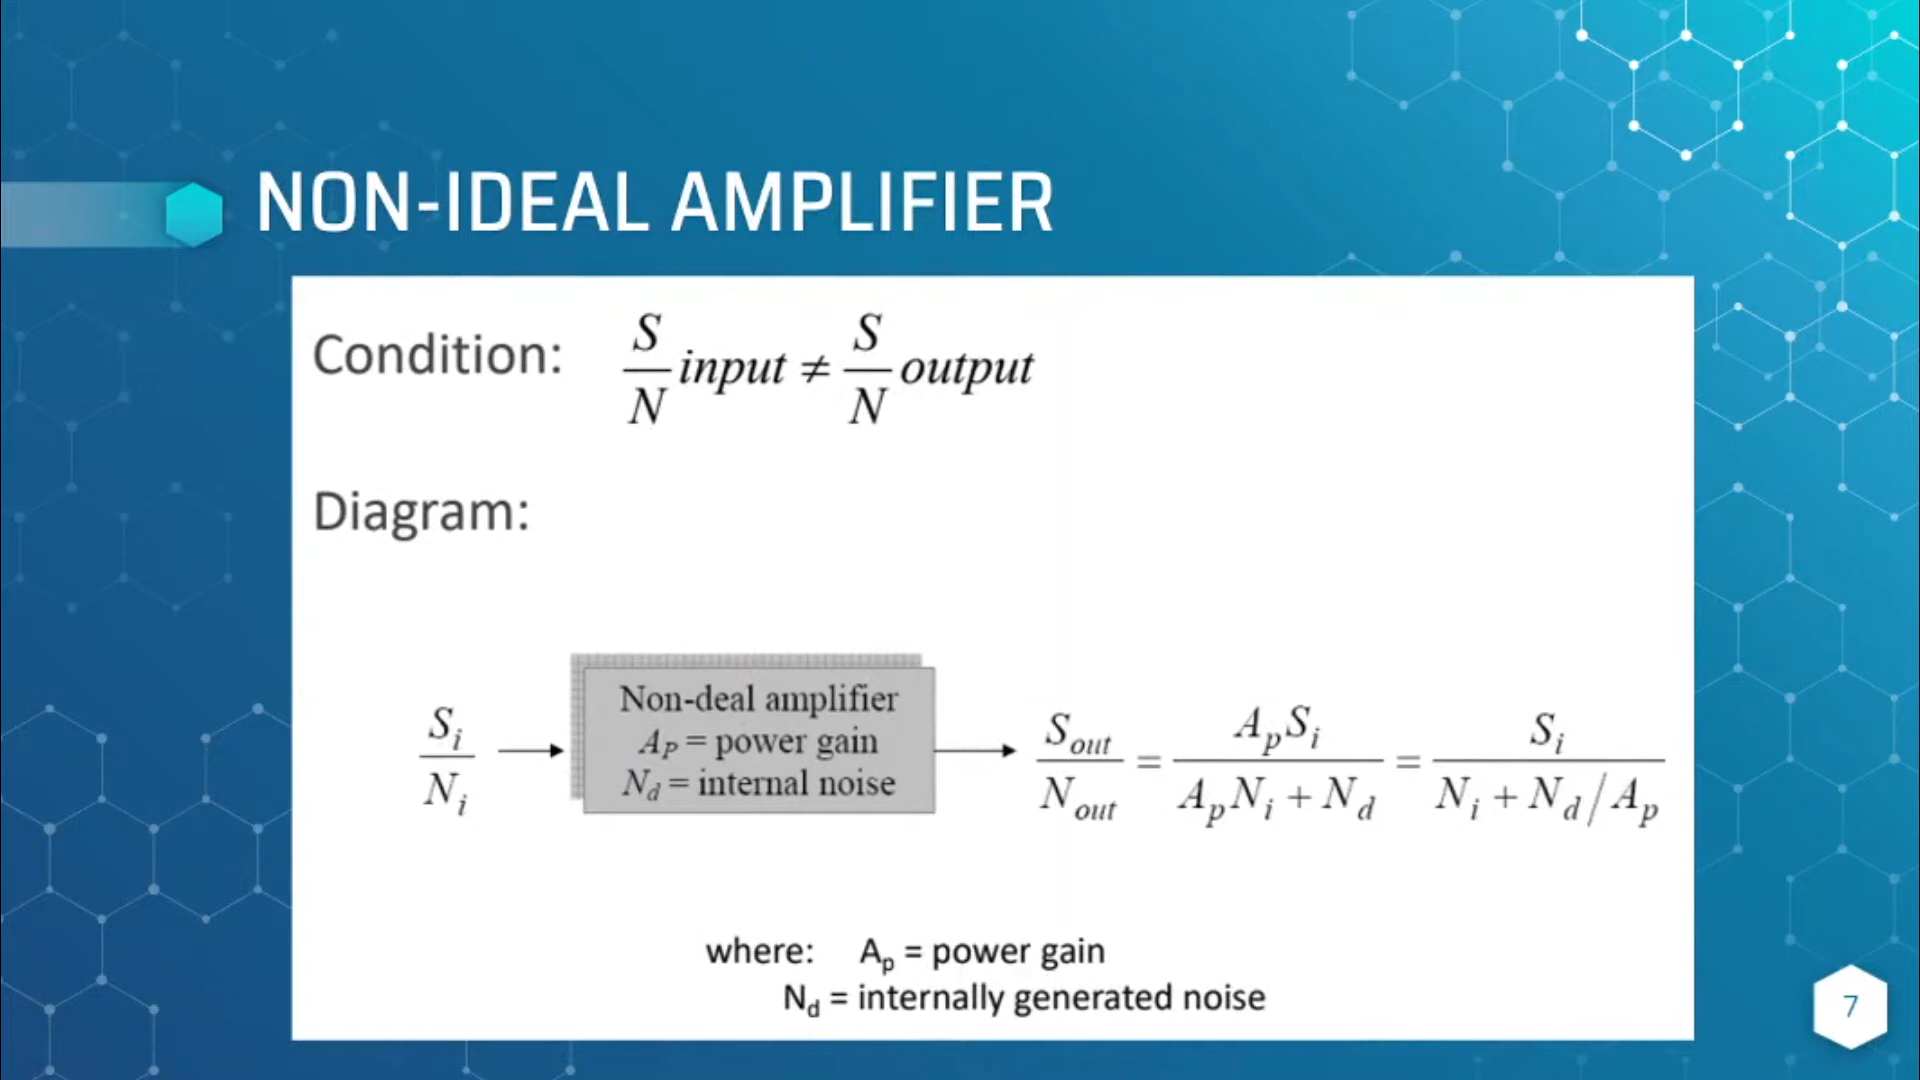 NON-IDEAL AMPLIFIER
Condition: S/N input ≠ S/N output
Diagram:
Si/Ni
Non-deal amplifier
AP = power gain
Nd = internal noise
Sout/Nout = ApSi/ApNi + Nd = Si/Ni + Nd/Ap
where: Ap = power gain
Nd = internally generated noise
7